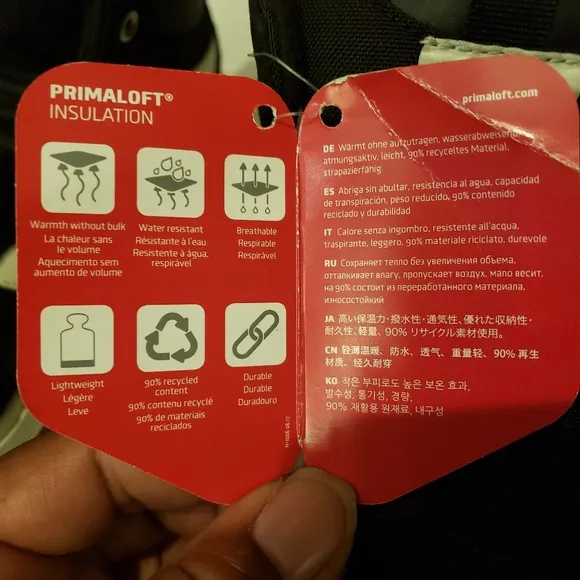 PRIMALOFT®
INSULATION
Warmth without bulk
La chaleur sans
le volume
Aquecimento sem
aumento de volume
Water resistant
Résistante à l'eau
Resistente à água,
respirável
Breathable
Respirable
Respirável
Lightweight
Légère
Leve
90% recycled
content
90% contenu recyclé
90% de materiais
reciclados
Durable
Durable
Duradouro
primaloft.com
DE Wärmt ohne aufzutragen, wasserabweisend,
atmungsaktiv, leicht, 90% recyceltes Material,
strapazierfähig
ES Abriga sin abultar, resistencia al agua, capacidad
de transpiración, peso reducido, 90% contenido
reciclado y durabilidad
IT Calore senza ingombro, resistente all'acqua,
traspirante, leggero, 90% materiale riciclato, durevole
RU Сохраняет тепло без увеличения объема,
отталкивает влагу, пропускает воздух, мало весит,
на 90% состоит из переработанного материала,
износостойкий
JA 高い保温力・撥水性・通気性、優れた収納性・
耐久性、軽量、90% リサイクル素材使用。
CN 轻薄温暖、防水、透气、重量轻、90% 再生
材质、经久耐穿
KO 작은 부피로도 높은 보온 효과,
발수성, 통기성, 경량,
90% 재활용 원재료, 내구성